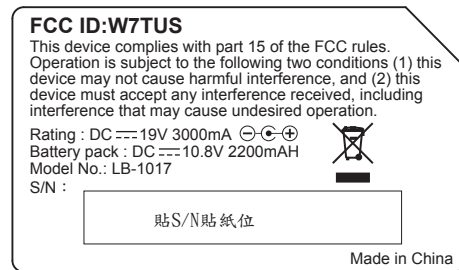 FCC ID:W7TUS
This device complies with part 15 of the FCC rules.
Operation is subject to the following two conditions (1) this
device may not cause harmful interference, and (2) this
device must accept any interference received, including
interference that may cause undesired operation.
Rating : DC ⎓ 19V 3000mA
Battery pack : DC ⎓ 10.8V 2200mAH
Model No.: LB-1017
S/N：
貼S/N貼紙位
Made in China